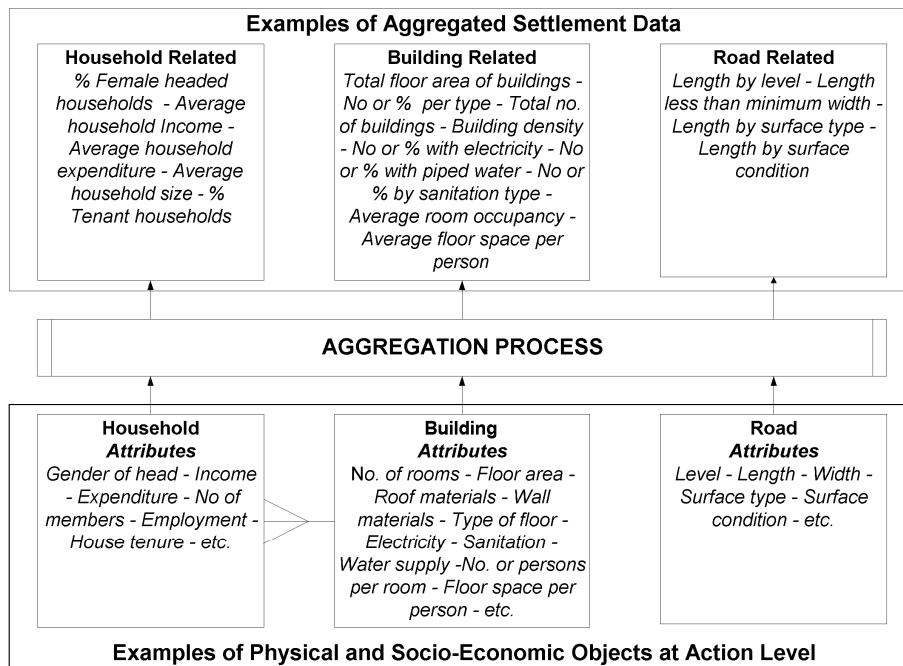 Examples of Aggregated Settlement Data
Household Related
% Female headed
households - Average
household Income -
Average household
expenditure - Average
household size - %
Tenant households
Building Related
Total floor area of buildings -
No or % per type - Total no.
of buildings - Building density
- No or % with electricity - No
or % with piped water - No or
% by sanitation type -
Average room occupancy -
Average floor space per
person
Road Related
Length by level - Length
less than minimum width -
Length by surface type -
Length by surface
condition
AGGREGATION PROCESS
Household
Attributes
Gender of head - Income
- Expenditure - No of
members - Employment -
House tenure - etc.
Building
Attributes
No. of rooms - Floor area -
Roof materials - Wall
materials - Type of floor -
Electricity - Sanitation -
Water supply -No. or persons
per room - Floor space per
person - etc.
Road
Attributes
Level - Length - Width -
Surface type - Surface
condition - etc.
Examples of Physical and Socio-Economic Objects at Action Level